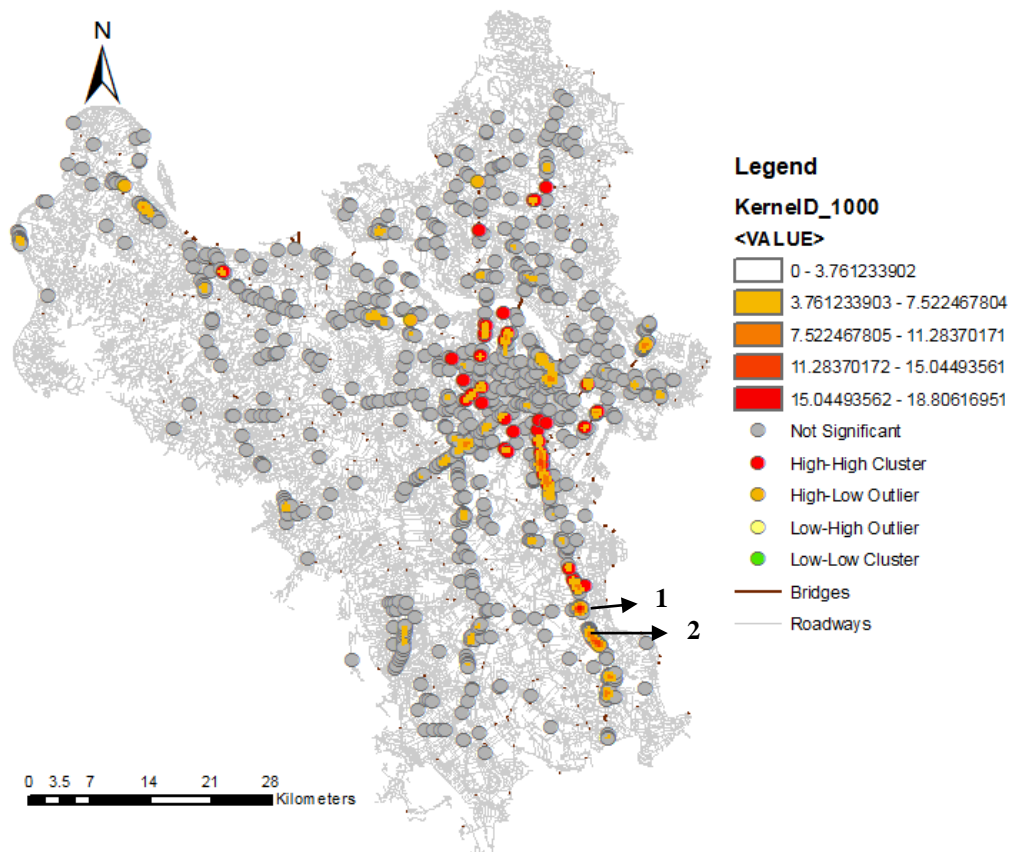 N
Legend
KernelD_1000
<VALUE>
0 - 3.761233902
3.761233903 - 7.522467804
7.522467805 - 11.28370171
11.28370172 - 15.04493561
15.04493562 - 18.80616951
Not Significant
High-High Cluster
High-Low Outlier
Low-High Outlier
Low-Low Cluster
Bridges
Roadways
1
2
0 3.5 7 14 21 28
Kilometers